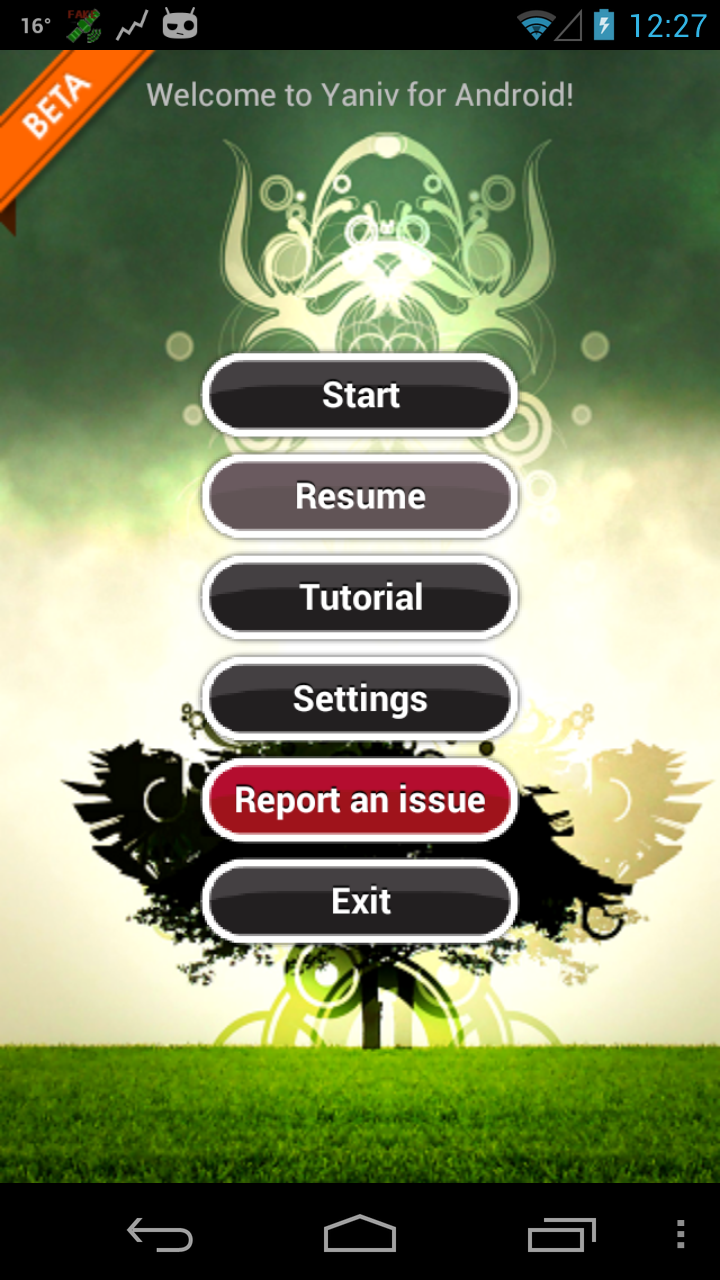 16°
FAKE
12:27
BETA
Welcome to Yaniv for Android!
Start
Resume
Tutorial
Settings
Report an issue
Exit